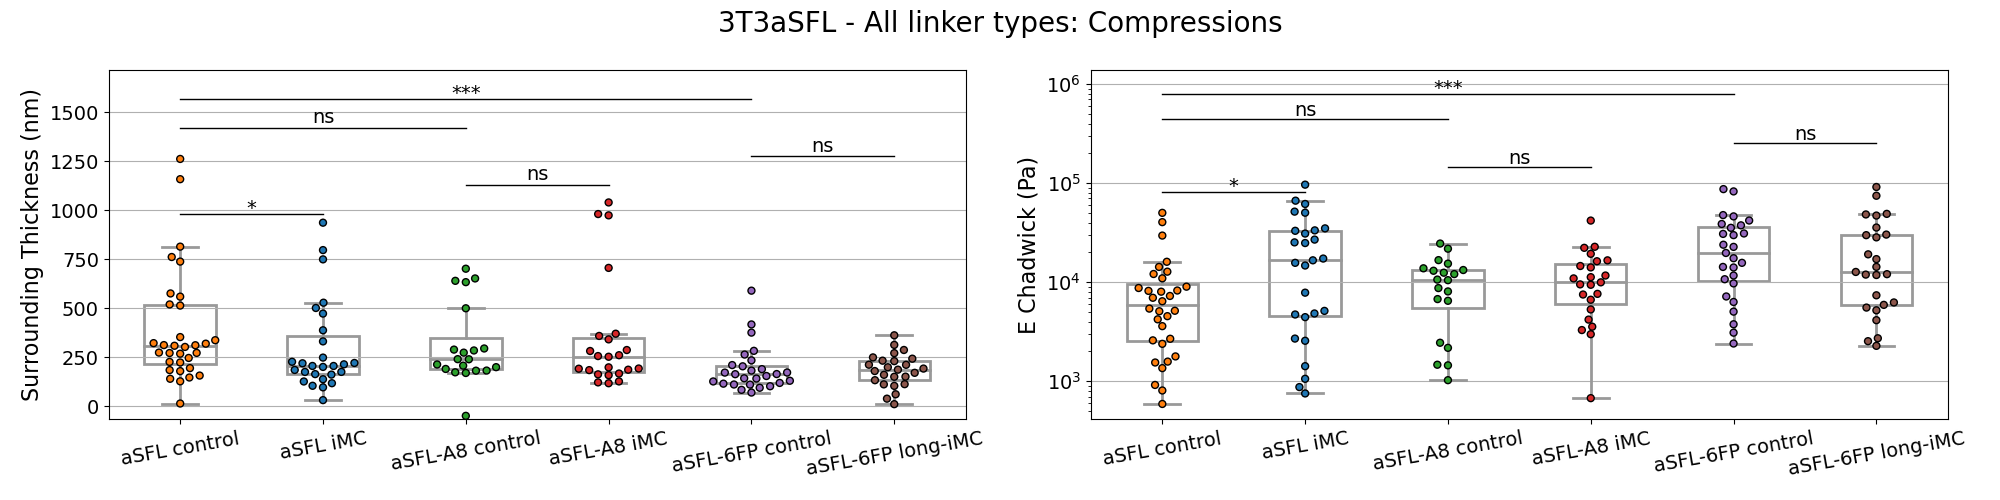 3T3aSFL - All linker types: Compressions
Surrounding Thickness (nm)
1500
1250
1000
750
500
250
0
***
ns
ns
ns
*
aSFL control
aSFL iMC
aSFL-A8 control
aSFL-A8 iMC
aSFL-6FP control
aSFL-6FP long-iMC
E Chadwick (Pa)
10⁶
10⁵
10⁴
10³
***
ns
ns
ns
*
aSFL control
aSFL iMC
aSFL-A8 control
aSFL-A8 iMC
aSFL-6FP control
aSFL-6FP long-iMC